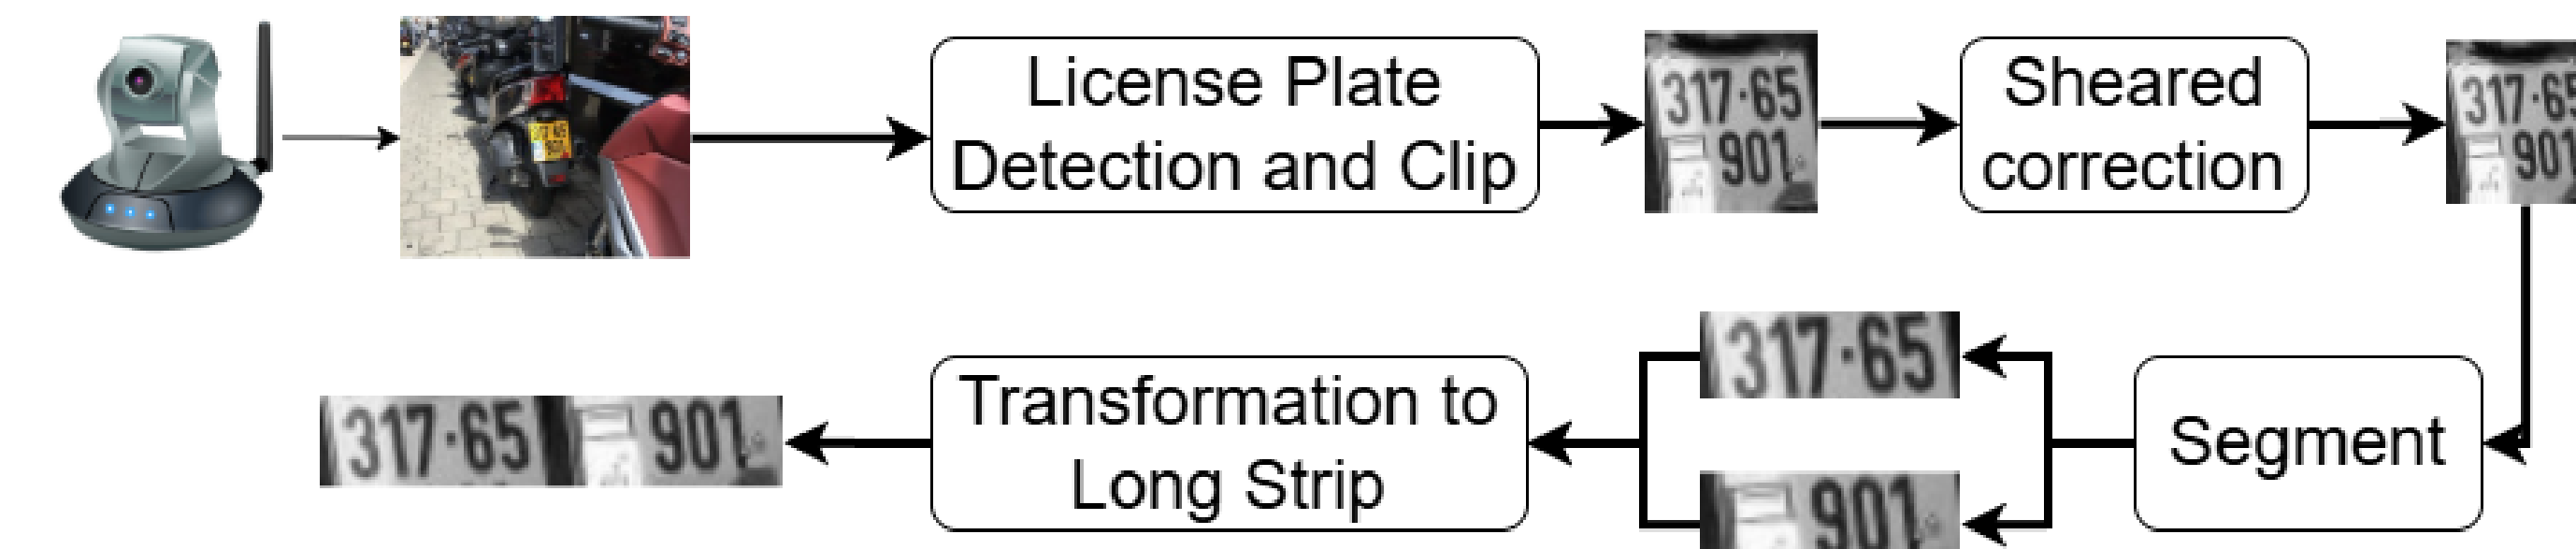 License Plate
Detection and Clip
317·65
901
Sheared
correction
317·65
901
Segment
317·65
901
Transformation to
Long Strip
317·65 901